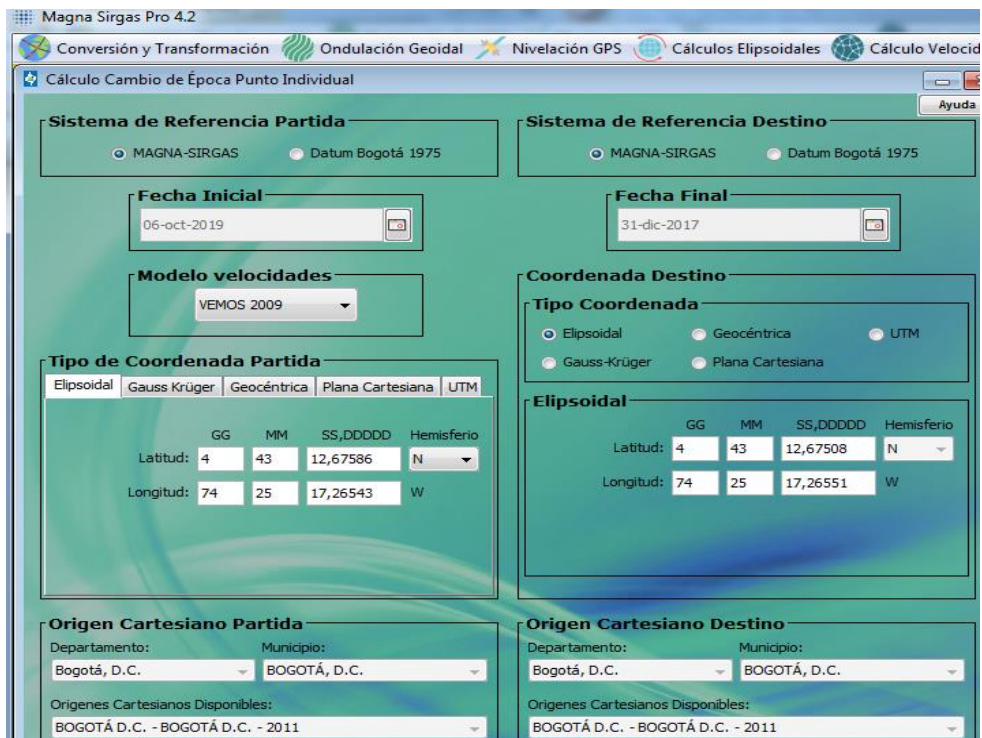 Magna Sirgas Pro 4.2
Conversión y Transformación Ondulación Geoidal Nivelación GPS Cálculos Elipsoidales Cálculo Velocid
Cálculo Cambio de Época Punto Individual
Ayuda
Sistema de Referencia Partida
MAGNA-SIRGAS Datum Bogotá 1975
Fecha Inicial
06-oct-2019
Modelo velocidades
VEMOS 2009
Tipo de Coordenada Partida
Elipsoidal Gauss Krüger Geocéntrica Plana Cartesiana UTM
GG MM SS,DDDDD Hemisferio
Latitud: 4 43 12,67586 N
Longitud: 74 25 17,26543 W
Origen Cartesiano Partida
Departamento: Municipio:
Bogotá, D.C. BOGOTÁ, D.C.
Origenes Cartesianos Disponibles:
BOGOTÁ D.C. - BOGOTÁ D.C. - 2011
Sistema de Referencia Destino
MAGNA-SIRGAS Datum Bogotá 1975
Fecha Final
31-dic-2017
Coordenada Destino
Tipo Coordenada
Elipsoidal Geocéntrica UTM
Gauss-Krüger Plana Cartesiana
Elipsoidal
GG MM SS,DDDDD Hemisferio
Latitud: 4 43 12,67508 N
Longitud: 74 25 17,26551 W
Origen Cartesiano Destino
Departamento: Municipio:
Bogotá, D.C. BOGOTÁ, D.C.
Origenes Cartesianos Disponibles:
BOGOTÁ D.C. - BOGOTÁ D.C. - 2011